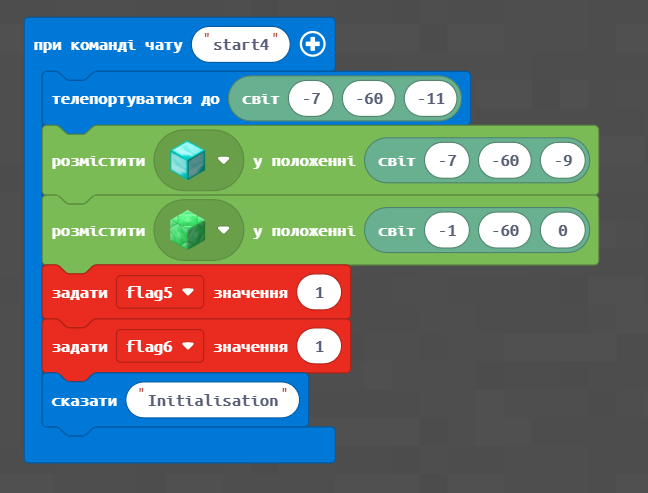 при команді чату "start4"
телепортуватися до світ -7 -60 -11
розмістити у положенні світ -7 -60 -9
розмістити у положенні світ -1 -60 0
задати flag5 значення 1
задати flag6 значення 1
сказати "Initialisation"